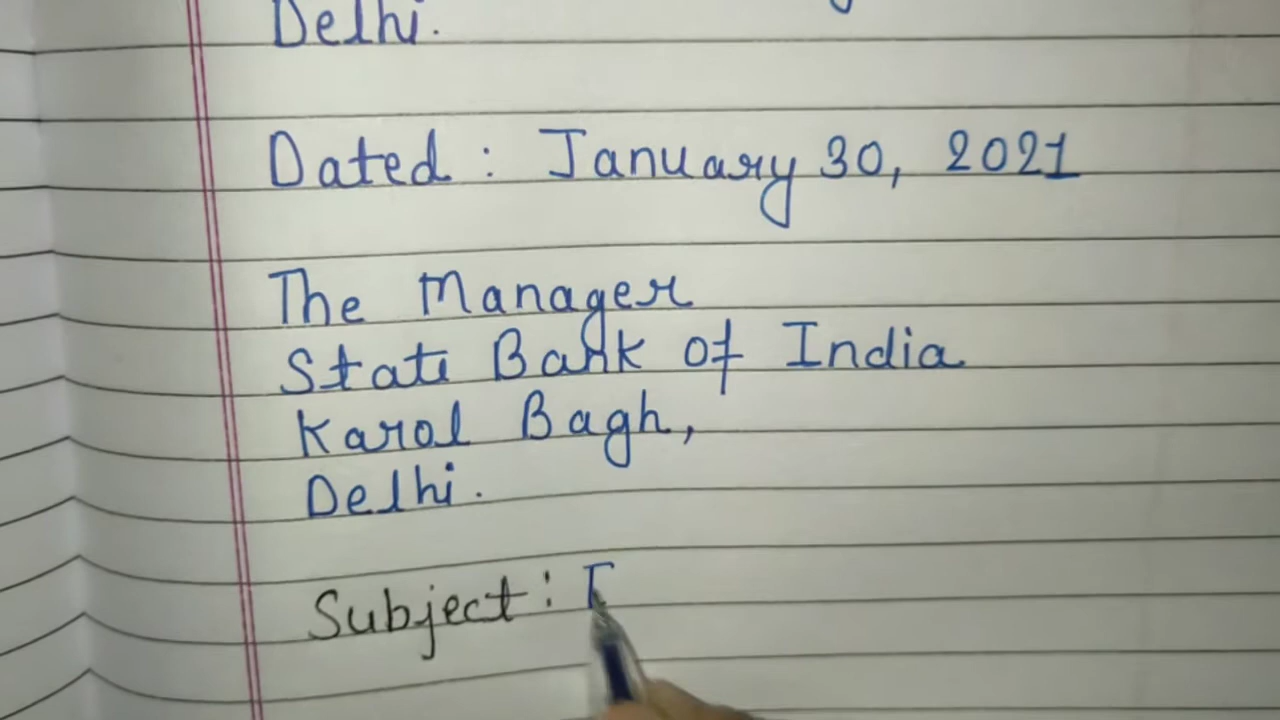 Delhi.
Dated : January 30, 2021
The Manager
State Bank of India
Karol Bagh,
Delhi.
Subject :